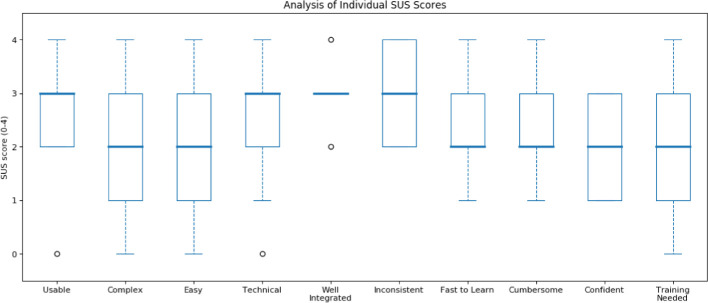 Analysis of Individual SUS Scores
SUS score (0-4)
4
3
2
1
0
Usable
Complex
Easy
Technical
Well
Integrated
Inconsistent
Fast to Learn
Cumbersome
Confident
Training
Needed